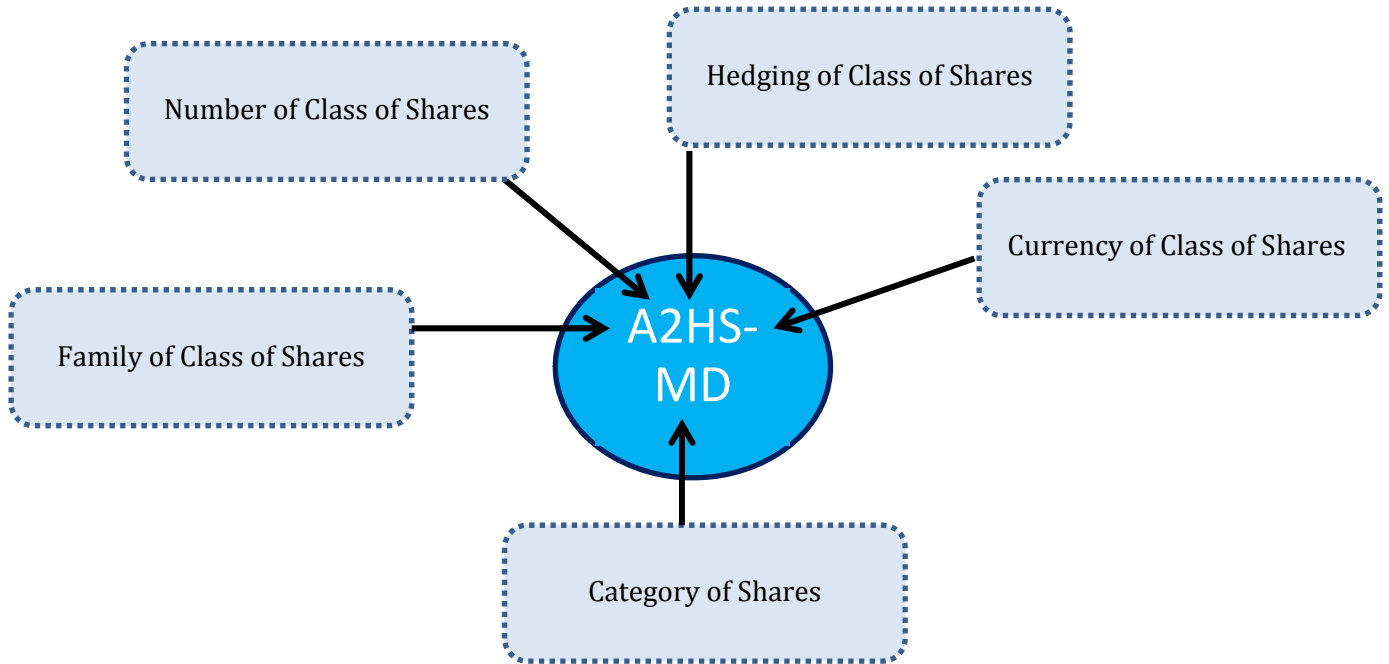 Hedging of Class of Shares
Number of Class of Shares
Currency of Class of Shares
Family of Class of Shares
A2HS-
MD
Category of Shares